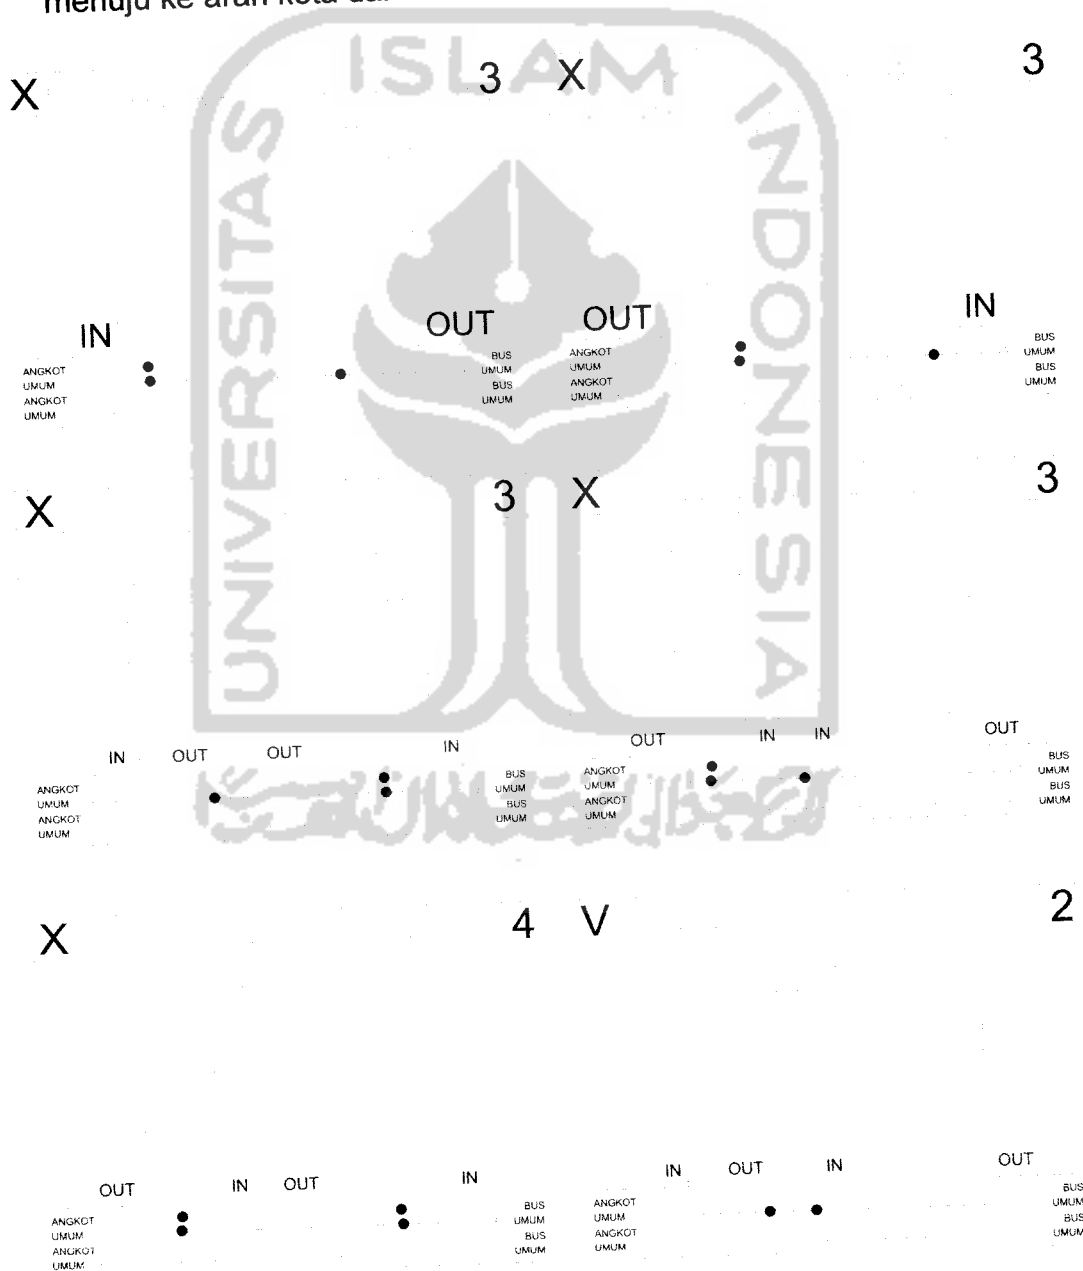 menuju ke arah kota dan
ISLAM
UNIVERSITAS
INDONESIA
X 3 X 3
IN OUT OUT IN
ANGKOT BUS ANGKOT BUS
UMUM UMUM UMUM UMUM
ANGKOT BUS ANGKOT BUS
UMUM UMUM UMUM UMUM
X 3 X 3
IN OUT OUT IN OUT IN IN OUT
ANGKOT BUS ANGKOT BUS
UMUM UMUM UMUM UMUM
ANGKOT BUS ANGKOT BUS
UMUM UMUM UMUM UMUM
X 4 V 2
OUT IN OUT IN IN OUT IN OUT
ANGKOT BUS ANGKOT BUS
UMUM UMUM UMUM UMUM
ANGKOT BUS ANGKOT BUS
UMUM UMUM UMUM UMUM